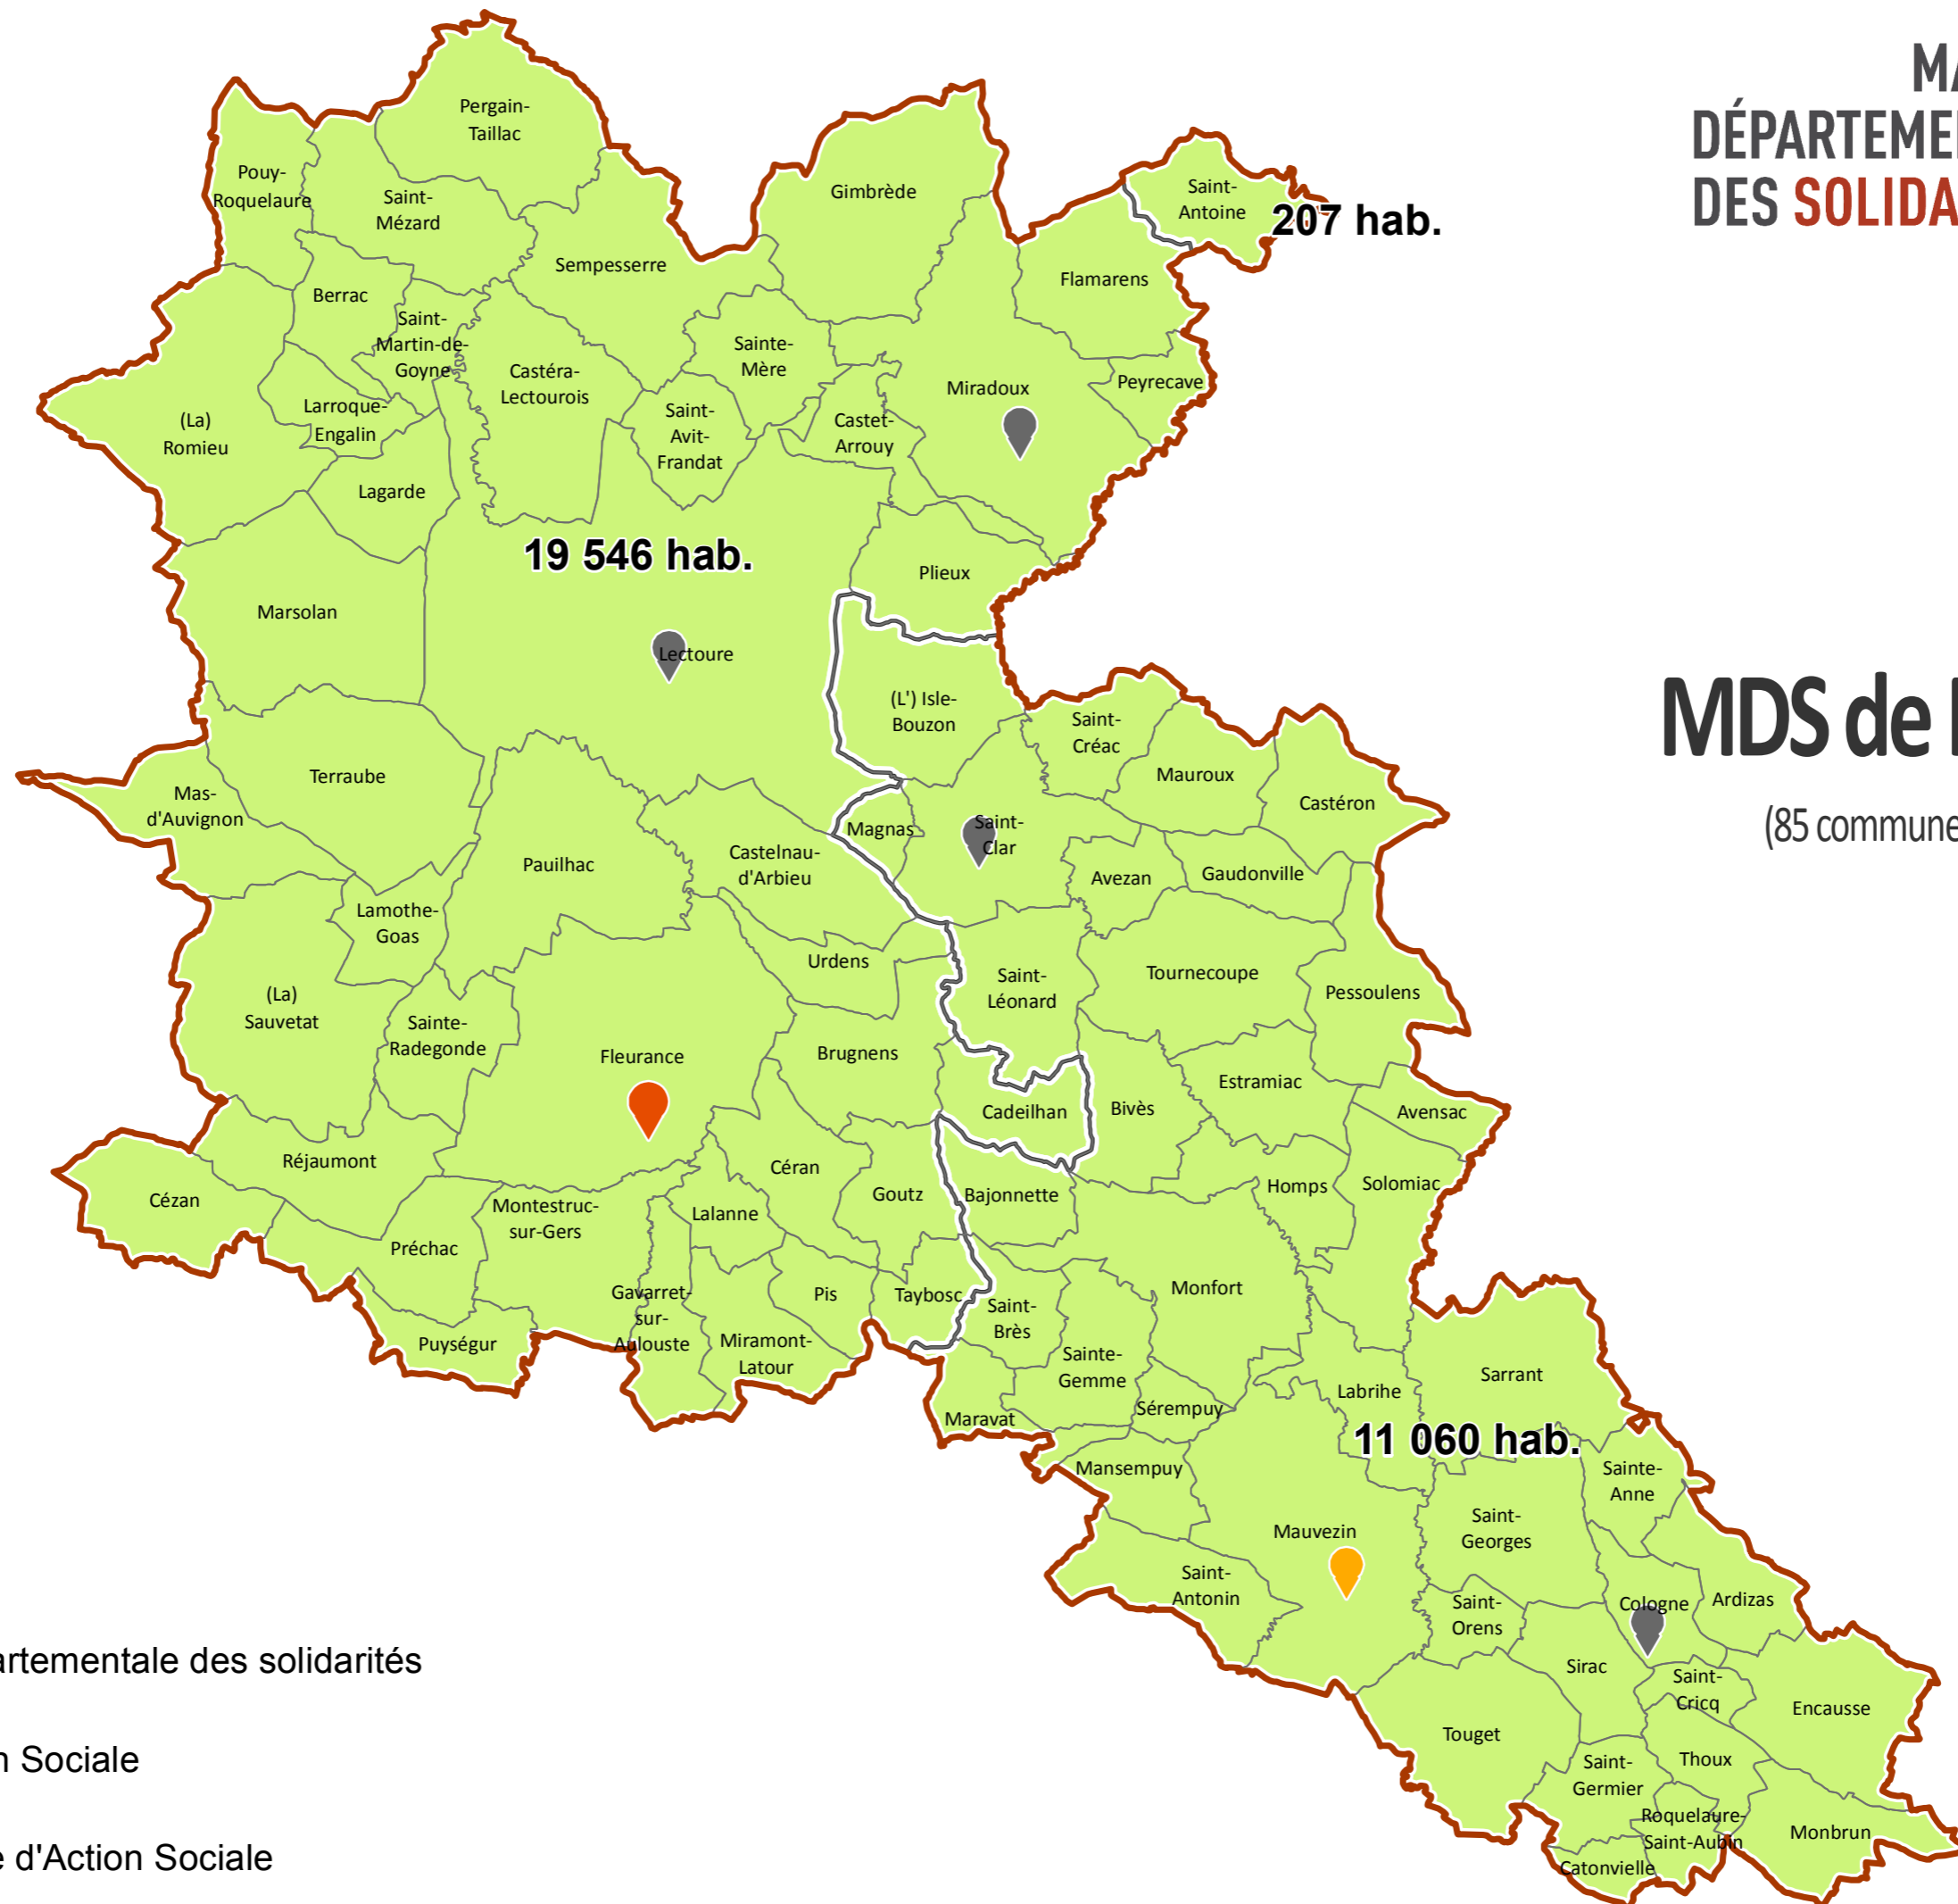 MA
DÉPARTEME
DES SOLIDA
Pergain-
Taillac
Pouy-
Roquelaure
Saint-
Mézard
Gimbrède
Saint-
Antoine
207 hab.
Sempesserre
Flamarens
Berrac
Saint-
Martin-de-
Goyne
Castéra-
Lectourois
Sainte-
Mère
Miradoux
Peyrecave
(La)
Romieu
Larroque-
Engalin
Saint-
Avit-
Frandat
Castet-
Arrouy
Lagarde
19 546 hab.
Plieux
Marsolan
Lectoure
(L') Isle-
Bouzon
Saint-
Créac
MDS de
Mauroux
Terraube
Castéron
Mas-
d'Auvignon
Magnas
Saint-
Clar
(85 commune
Pauilhac
Castelnau-
d'Arbieu
Avezan
Gaudonville
Lamothe-
Goas
Urdens
Saint-
Léonard
Tournecoupe
Pessoulens
(La)
Sauvetat
Sainte-
Radegonde
Fleurance
Brugnens
Estramiac
Cadeilhan
Bivès
Avensac
Réjaumont
Céran
Cézan
Goutz
Bajonnette
Homps
Solomiac
Montestruc-
sur-Gers
Lalanne
Préchac
Gavarret-
sur-
Aulouste
Pis
Taybosc
Monfort
Saint-
Brès
Puységur
Miramont-
Latour
Sainte-
Gemme
Sarrant
Labrihe
Sérempuy
Maravat
11 060 hab.
Mansempuy
Sainte-
Anne
Mauvezin
Saint-
Georges
Saint-
Antonin
Saint-
Orens
Cologne
Ardizas
artementale des solidarités
Sirac
Saint-
Cricq
Encausse
Touget
n Sociale
Saint-
Germier
Thoux
Roquelaure-
Saint-Aubin
Monbrun
e d'Action Sociale
Catonvielle